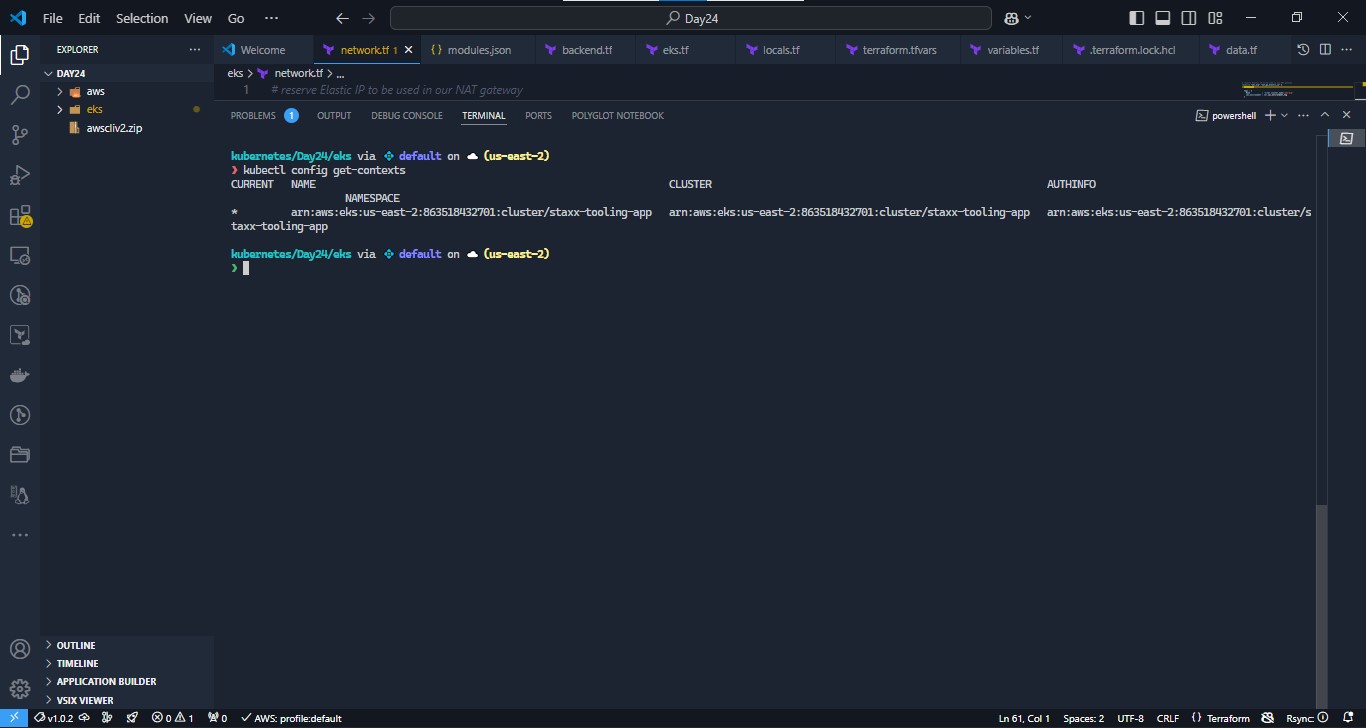 File Edit Selection View Go ··· Day24
EXPLORER ···
DAY24
aws
eks
awscliv2.zip
Welcome network.tf 1 modules.json backend.tf eks.tf locals.tf terraform.tfvars variables.tf .terraform.lock.hcl data.tf ···
eks > network.tf > ...
1 # reserve Elastic IP to be used in our NAT gateway
PROBLEMS 1 OUTPUT DEBUG CONSOLE TERMINAL PORTS POLYGLOT NOTEBOOK powershell
kubernetes/Day24/eks via default on (us-east-2)
❯ kubectl config get-contexts
CURRENT NAME CLUSTER AUTHINFO
NAMESPACE
* arn:aws:eks:us-east-2:863518432701:cluster/staxx-tooling-app arn:aws:eks:us-east-2:863518432701:cluster/staxx-tooling-app arn:aws:eks:us-east-2:863518432701:cluster/s
taxx-tooling-app
kubernetes/Day24/eks via default on (us-east-2)
❯
OUTLINE
TIMELINE
APPLICATION BUILDER
VSIX VIEWER
v1.0.2 0 1 0 AWS: profile:default Ln 61, Col 1 Spaces: 2 UTF-8 CRLF {} Terraform Rsync: